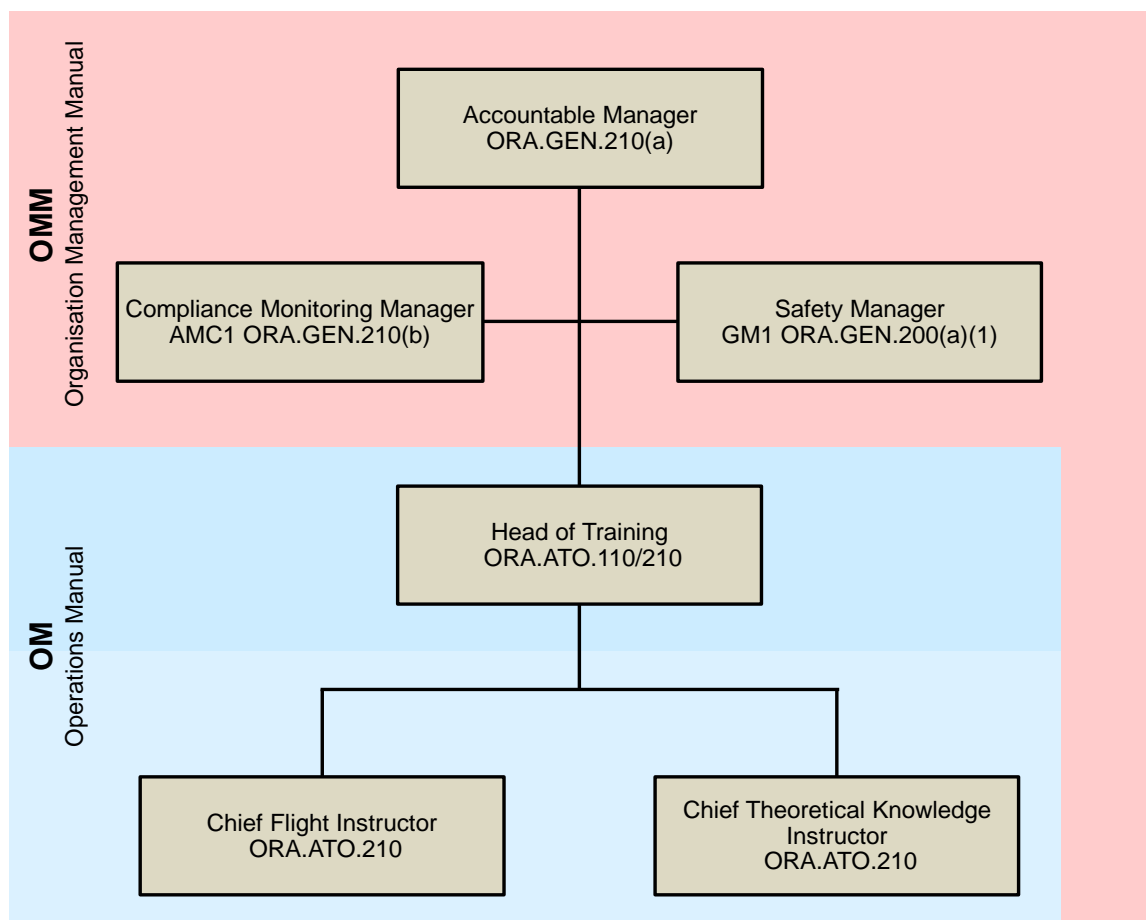 OMM
Organisation Management Manual
Accountable Manager
ORA.GEN.210(a)
Compliance Monitoring Manager
AMC1 ORA.GEN.210(b)
Safety Manager
GM1 ORA.GEN.200(a)(1)
OM
Operations Manual
Head of Training
ORA.ATO.110/210
Chief Flight Instructor
ORA.ATO.210
Chief Theoretical Knowledge
Instructor
ORA.ATO.210